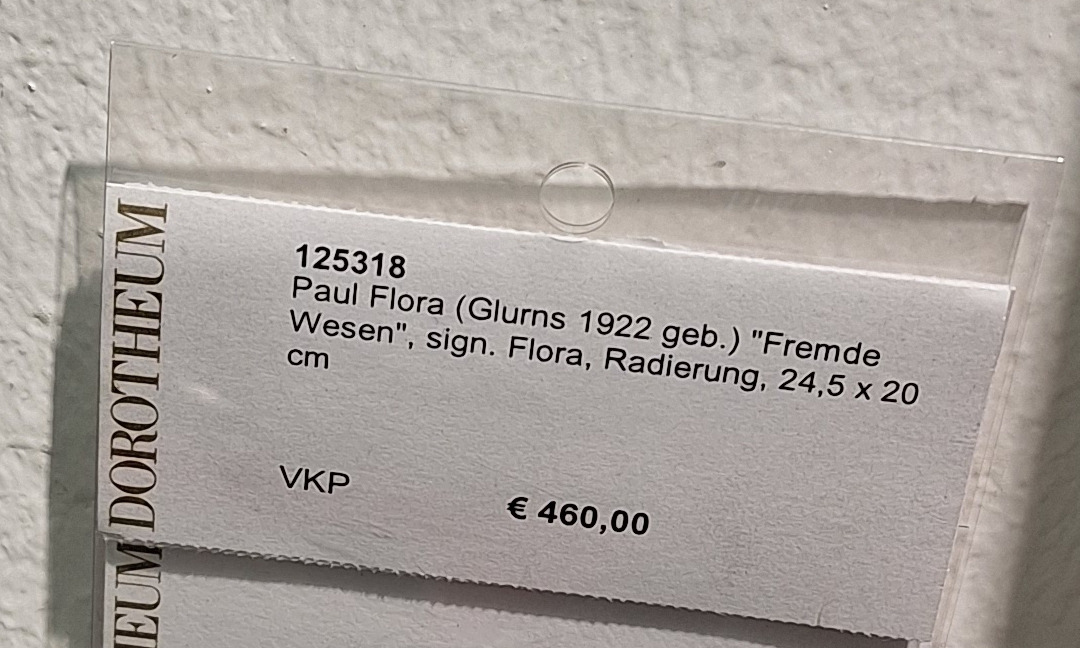 DOROTHEUM
125318
Paul Flora (Glurns 1922 geb.) "Fremde
Wesen", sign. Flora, Radierung, 24,5 x 20
cm
VKP
€ 460,00
HEUM